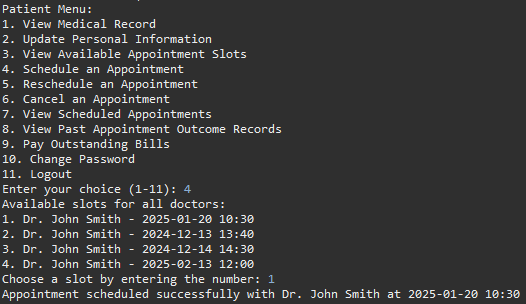 Patient Menu:
1. View Medical Record
2. Update Personal Information
3. View Available Appointment Slots
4. Schedule an Appointment
5. Reschedule an Appointment
6. Cancel an Appointment
7. View Scheduled Appointments
8. View Past Appointment Outcome Records
9. Pay Outstanding Bills
10. Change Password
11. Logout
Enter your choice (1-11): 4
Available slots for all doctors:
1. Dr. John Smith - 2025-01-20 10:30
2. Dr. John Smith - 2024-12-13 13:40
3. Dr. John Smith - 2024-12-14 14:30
4. Dr. John Smith - 2025-02-13 12:00
Choose a slot by entering the number: 1
Appointment scheduled successfully with Dr. John Smith at 2025-01-20 10:30